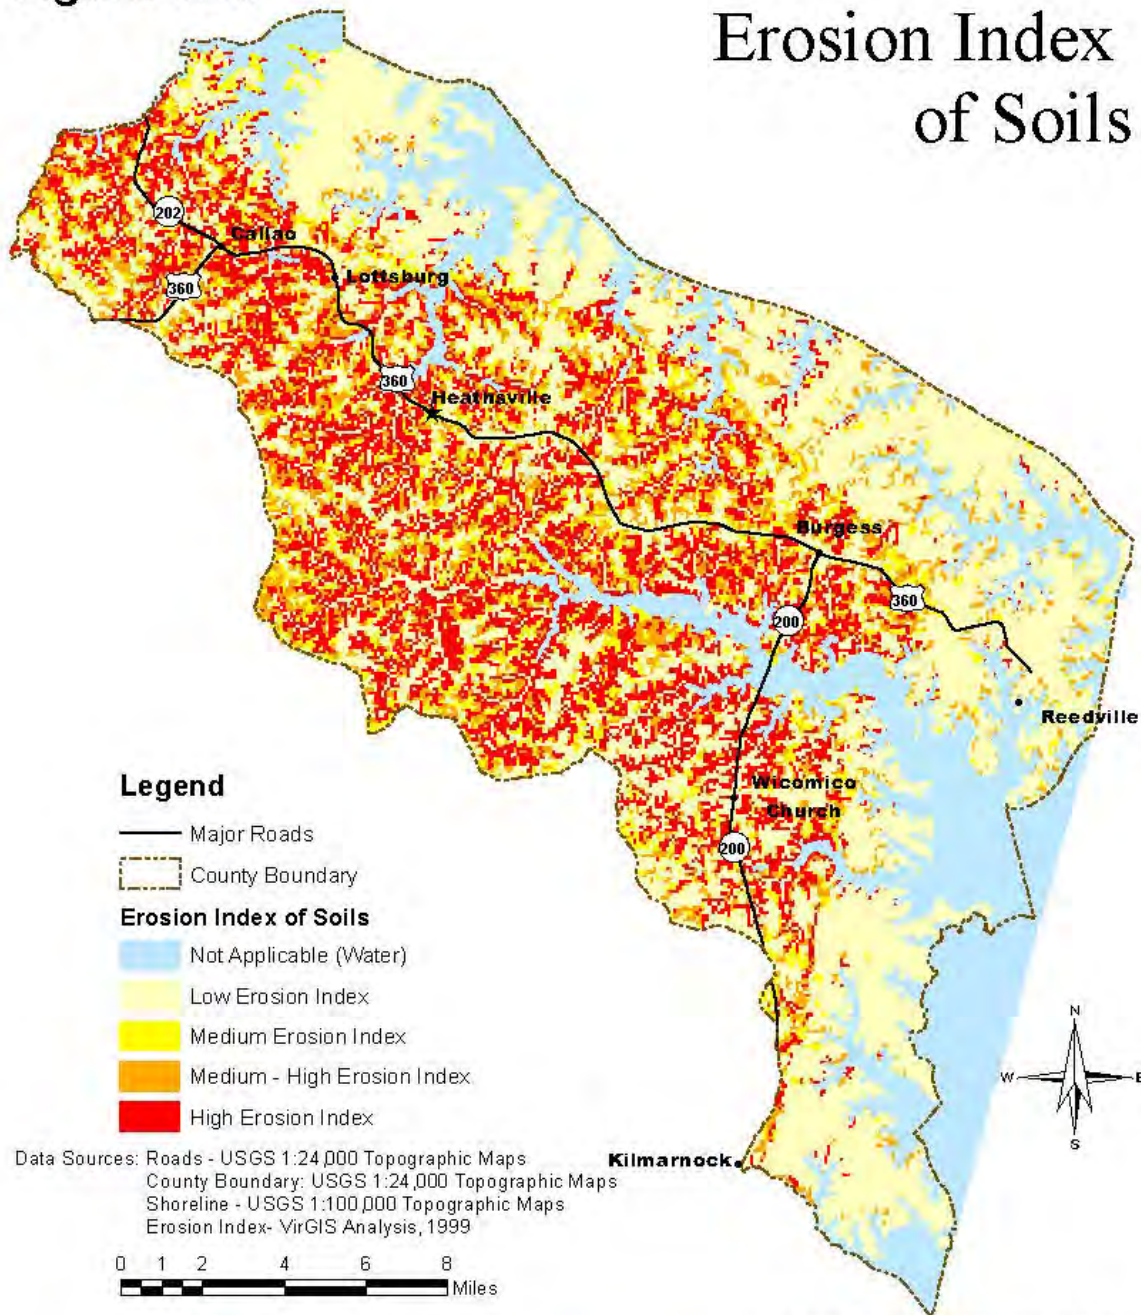 Erosion Index
of Soils
202
Callao
Lottsburg
360
360
Heathsville
Burgess
360
200
Reedville
Wicomico
Church
200
Legend
Major Roads
County Boundary
Erosion Index of Soils
Not Applicable (Water)
Low Erosion Index
Medium Erosion Index
Medium - High Erosion Index
High Erosion Index
N
W
E
S
Kilmarnock
Data Sources: Roads - USGS 1:24,000 Topographic Maps
County Boundary: USGS 1:24,000 Topographic Maps
Shoreline - USGS 1:100,000 Topographic Maps
Erosion Index- VirGIS Analysis, 1999
0 1 2 4 6 8
Miles